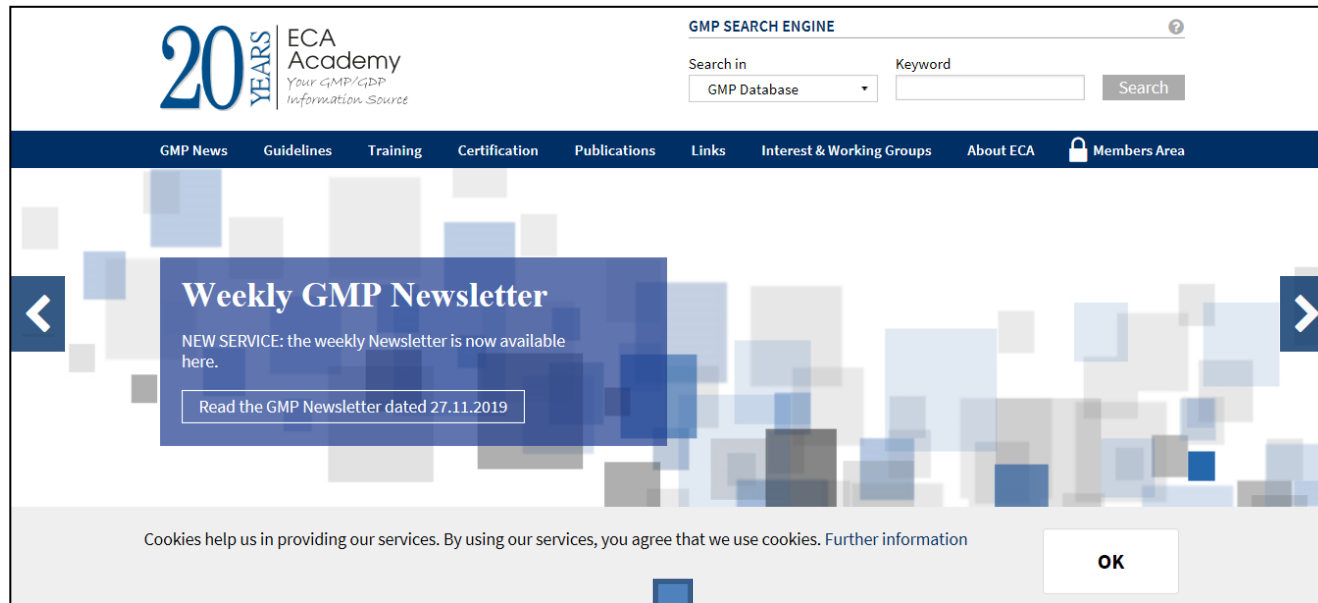 20
YEARS
ECA
Academy
Your GMP/GDP
Information Source
GMP SEARCH ENGINE
?
Search in
Keyword
GMP Database
Search
GMP News
Guidelines
Training
Certification
Publications
Links
Interest & Working Groups
About ECA
Members Area
Weekly GMP Newsletter
NEW SERVICE: the weekly Newsletter is now available
here.
Read the GMP Newsletter dated 27.11.2019
Cookies help us in providing our services. By using our services, you agree that we use cookies. Further information
OK